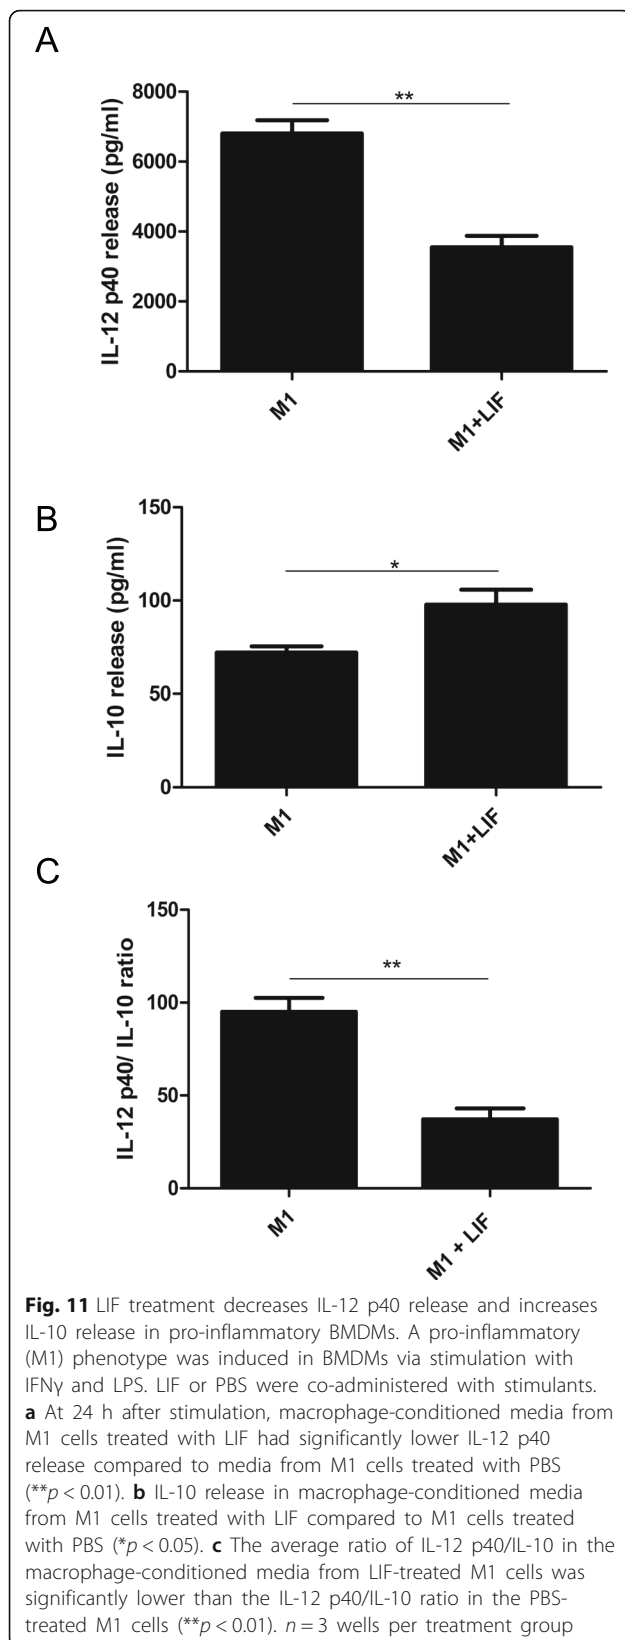 A
IL-12 p40 release (pg/ml)
8000
6000
4000
2000
0
**
M1
M1+LIF
B
IL-10 release (pg/ml)
150
100
50
0
*
M1
M1+LIF
C
IL-12 p40/ IL-10 ratio
150
100
50
0
**
M1
M1 + LIF
Fig. 11 LIF treatment decreases IL-12 p40 release and increases
IL-10 release in pro-inflammatory BMDMs. A pro-inflammatory
(M1) phenotype was induced in BMDMs via stimulation with
IFNγ and LPS. LIF or PBS were co-administered with stimulants.
a At 24 h after stimulation, macrophage-conditioned media from
M1 cells treated with LIF had significantly lower IL-12 p40
release compared to media from M1 cells treated with PBS
(**p < 0.01). b IL-10 release in macrophage-conditioned media
from M1 cells treated with LIF compared to M1 cells treated
with PBS (*p < 0.05). c The average ratio of IL-12 p40/IL-10 in the
macrophage-conditioned media from LIF-treated M1 cells was
significantly lower than the IL-12 p40/IL-10 ratio in the PBS-
treated M1 cells (**p < 0.01). n = 3 wells per treatment group